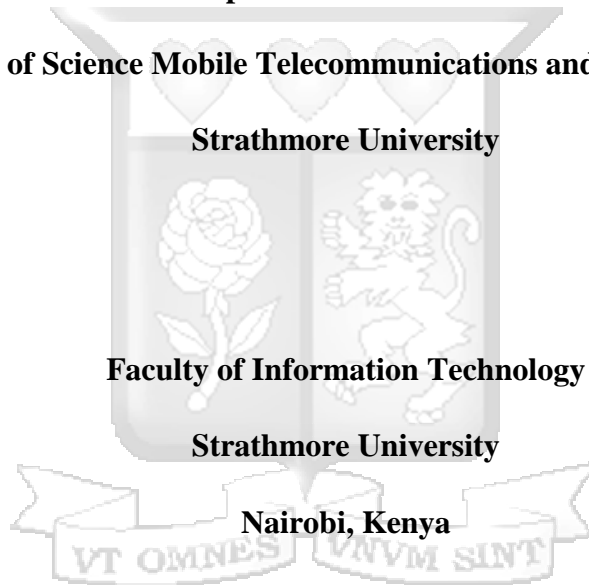 of Science Mobile Telecommunications and
Strathmore University
Faculty of Information Technology
Strathmore University
Nairobi, Kenya
VT OMNES VNVM SINT